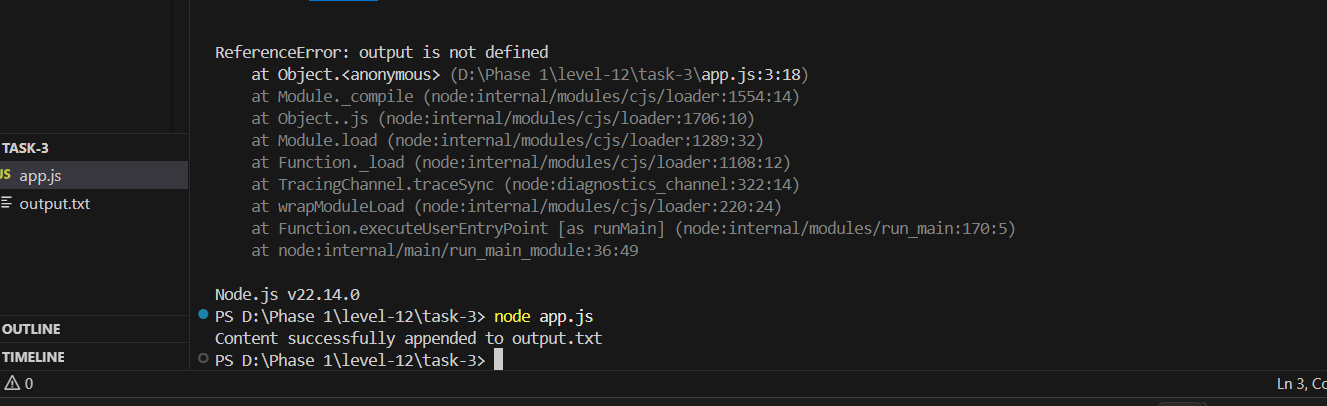 ReferenceError: output is not defined
at Object.<anonymous> (D:\Phase 1\level-12\task-3\app.js:3:18)
at Module._compile (node:internal/modules/cjs/loader:1554:14)
at Object..js (node:internal/modules/cjs/loader:1706:10)
at Module.load (node:internal/modules/cjs/loader:1289:32)
at Function._load (node:internal/modules/cjs/loader:1108:12)
at TracingChannel.traceSync (node:diagnostics_channel:322:14)
at wrapModuleLoad (node:internal/modules/cjs/loader:220:24)
at Function.executeUserEntryPoint [as runMain] (node:internal/modules/run_main:170:5)
at node:internal/main/run_main_module:36:49
Node.js v22.14.0
PS D:\Phase 1\level-12\task-3> node app.js
Content successfully appended to output.txt
PS D:\Phase 1\level-12\task-3>
TASK-3
JS app.js
output.txt
OUTLINE
TIMELINE
0
Ln 3, Co